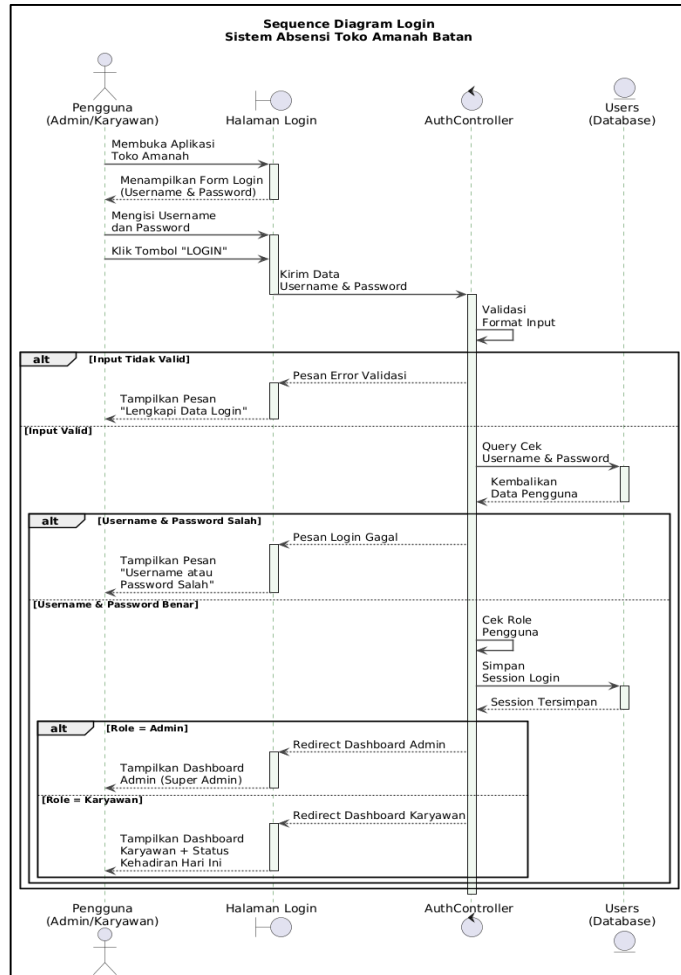 Sequence Diagram Login
Sistem Absensi Toko Amanah Batan
Pengguna
(Admin/Karyawan)
Halaman Login
AuthController
Users
(Database)
Membuka Aplikasi
Toko Amanah
Menampilkan Form Login
(Username & Password)
Mengisi Username
dan Password
Klik Tombol "LOGIN"
Kirim Data
Username & Password
Validasi
Format Input
alt [Input Tidak Valid]
Pesan Error Validasi
Tampilkan Pesan
"Lengkapi Data Login"
[Input Valid]
Query Cek
Username & Password
Kembalikan
Data Pengguna
alt [Username & Password Salah]
Pesan Login Gagal
Tampilkan Pesan
"Username atau
Password Salah"
[Username & Password Benar]
Cek Role
Pengguna
Simpan
Session Login
Session Tersimpan
alt [Role = Admin]
Redirect Dashboard Admin
Tampilkan Dashboard
Admin (Super Admin)
[Role = Karyawan]
Redirect Dashboard Karyawan
Tampilkan Dashboard
Karyawan + Status
Kehadiran Hari Ini
Pengguna
(Admin/Karyawan)
Halaman Login
AuthController
Users
(Database)